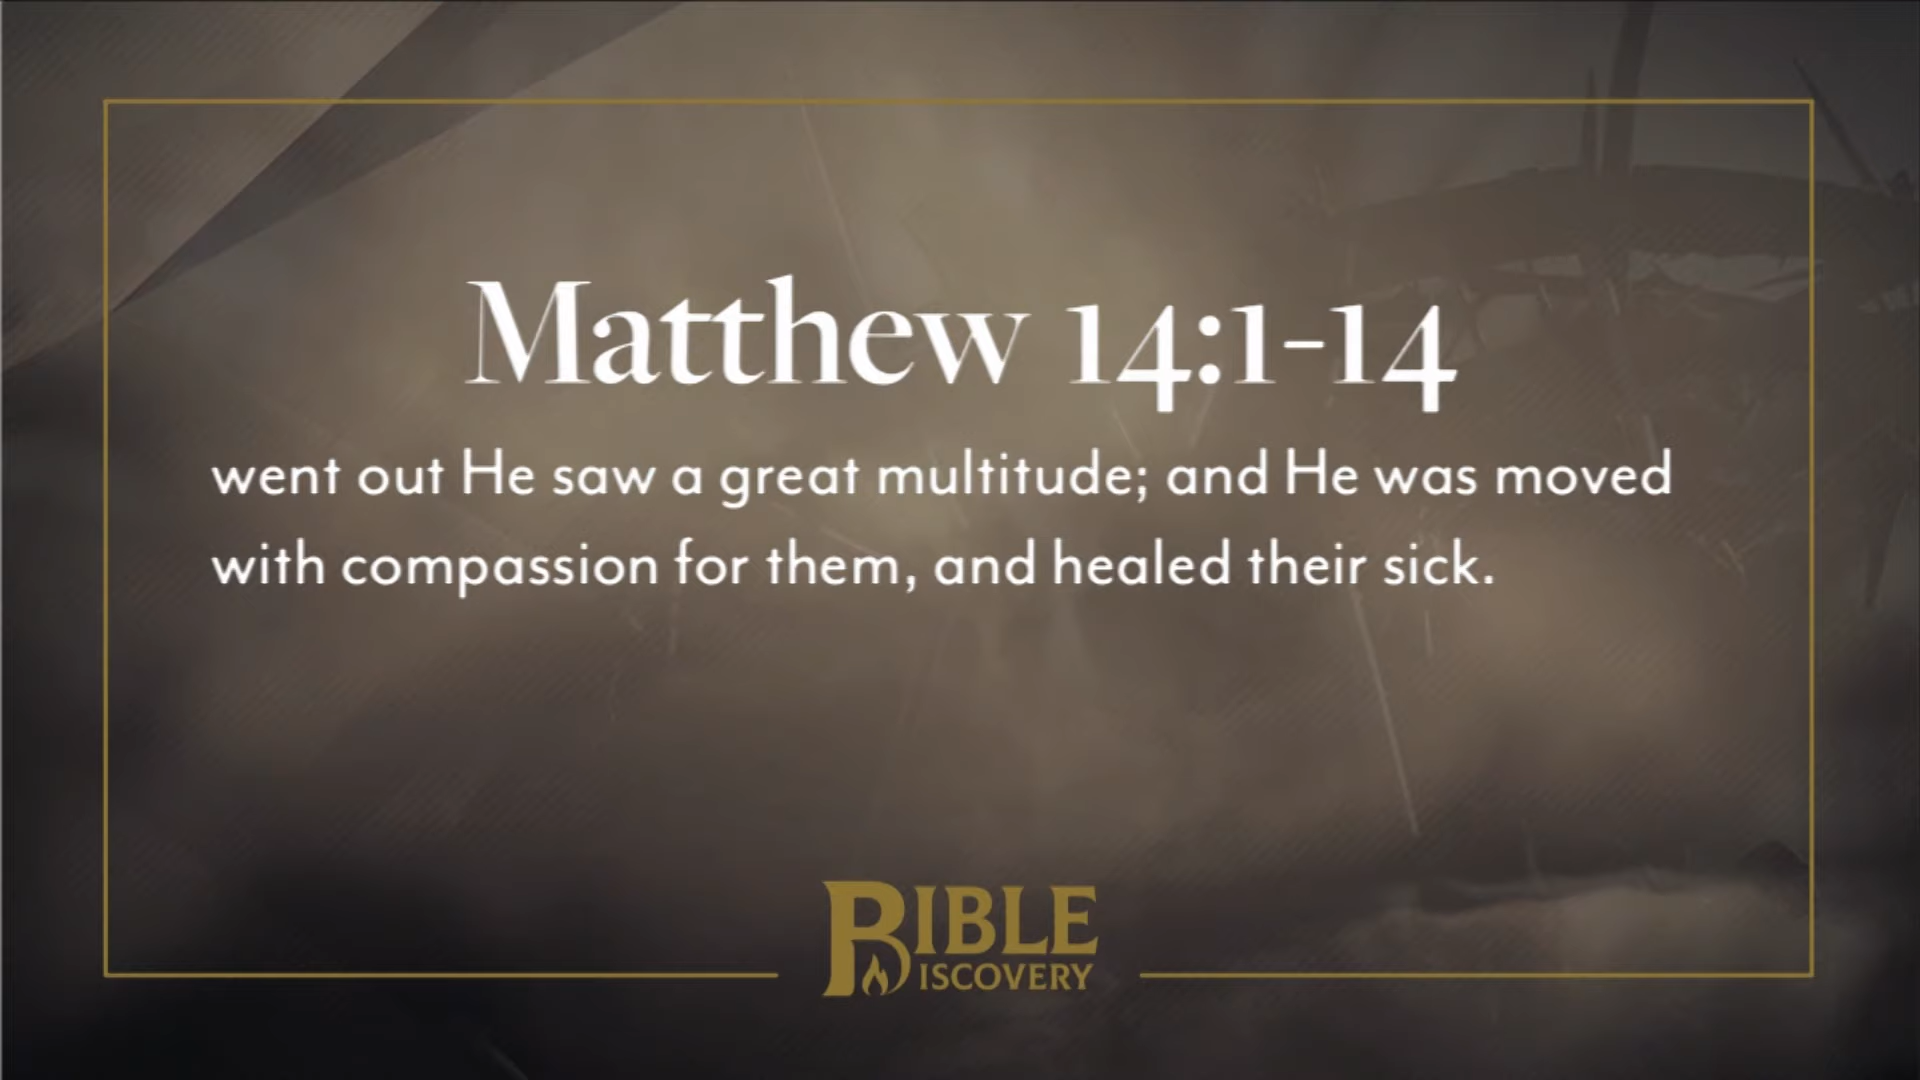 Matthew 14:1-14
went out He saw a great multitude; and He was moved
with compassion for them, and healed their sick.
BIBLE
DISCOVERY